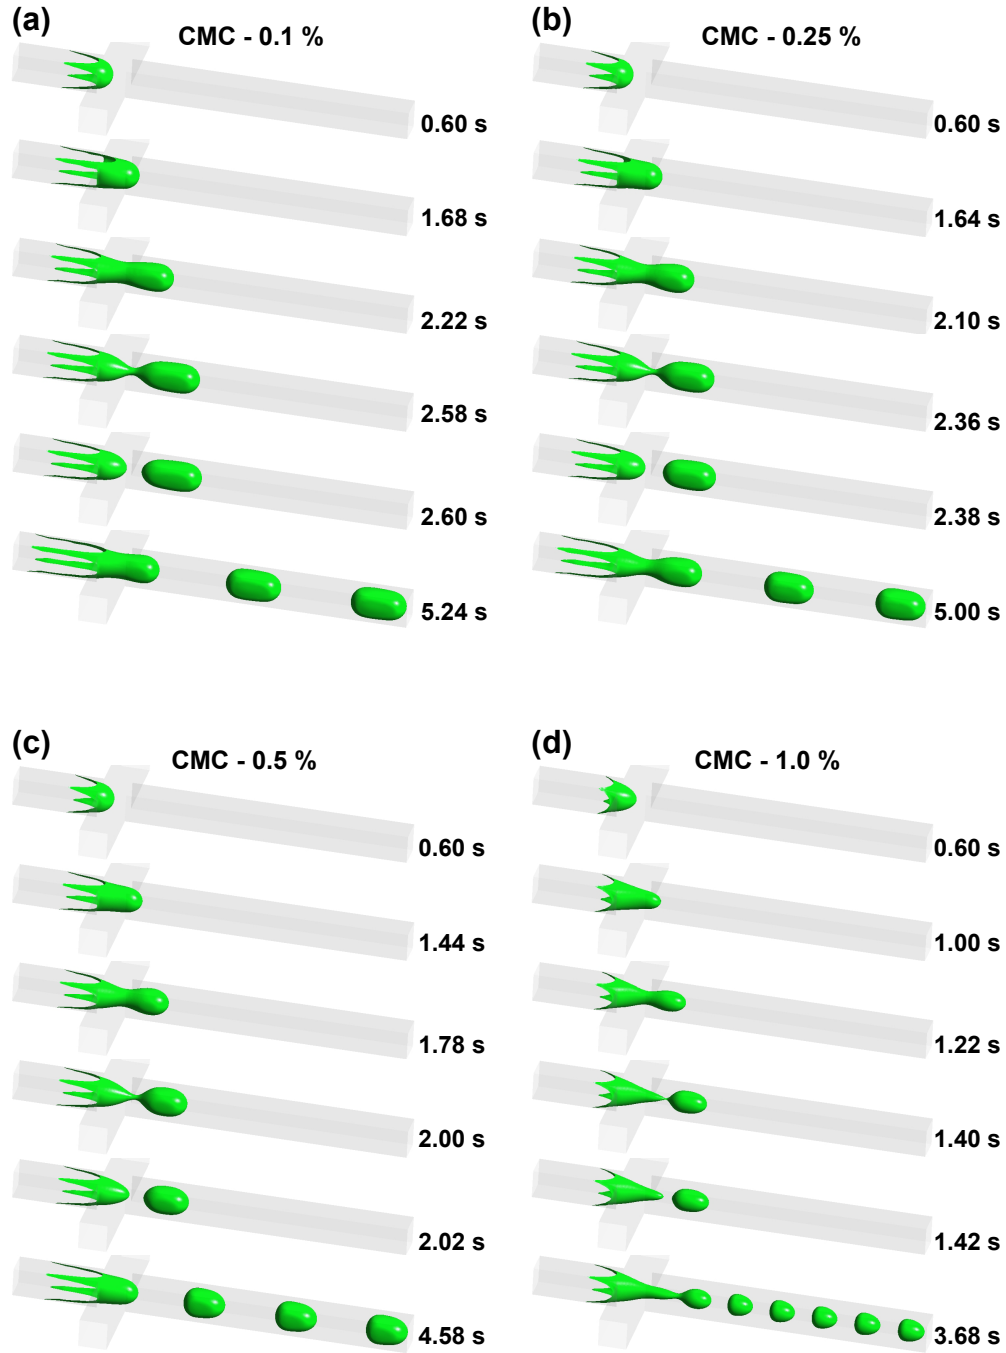 (a)
CMC - 0.1 %
0.60 s
1.68 s
2.22 s
2.58 s
2.60 s
5.24 s
(b)
CMC - 0.25 %
0.60 s
1.64 s
2.10 s
2.36 s
2.38 s
5.00 s
(c)
CMC - 0.5 %
0.60 s
1.44 s
1.78 s
2.00 s
2.02 s
4.58 s
(d)
CMC - 1.0 %
0.60 s
1.00 s
1.22 s
1.40 s
1.42 s
3.68 s